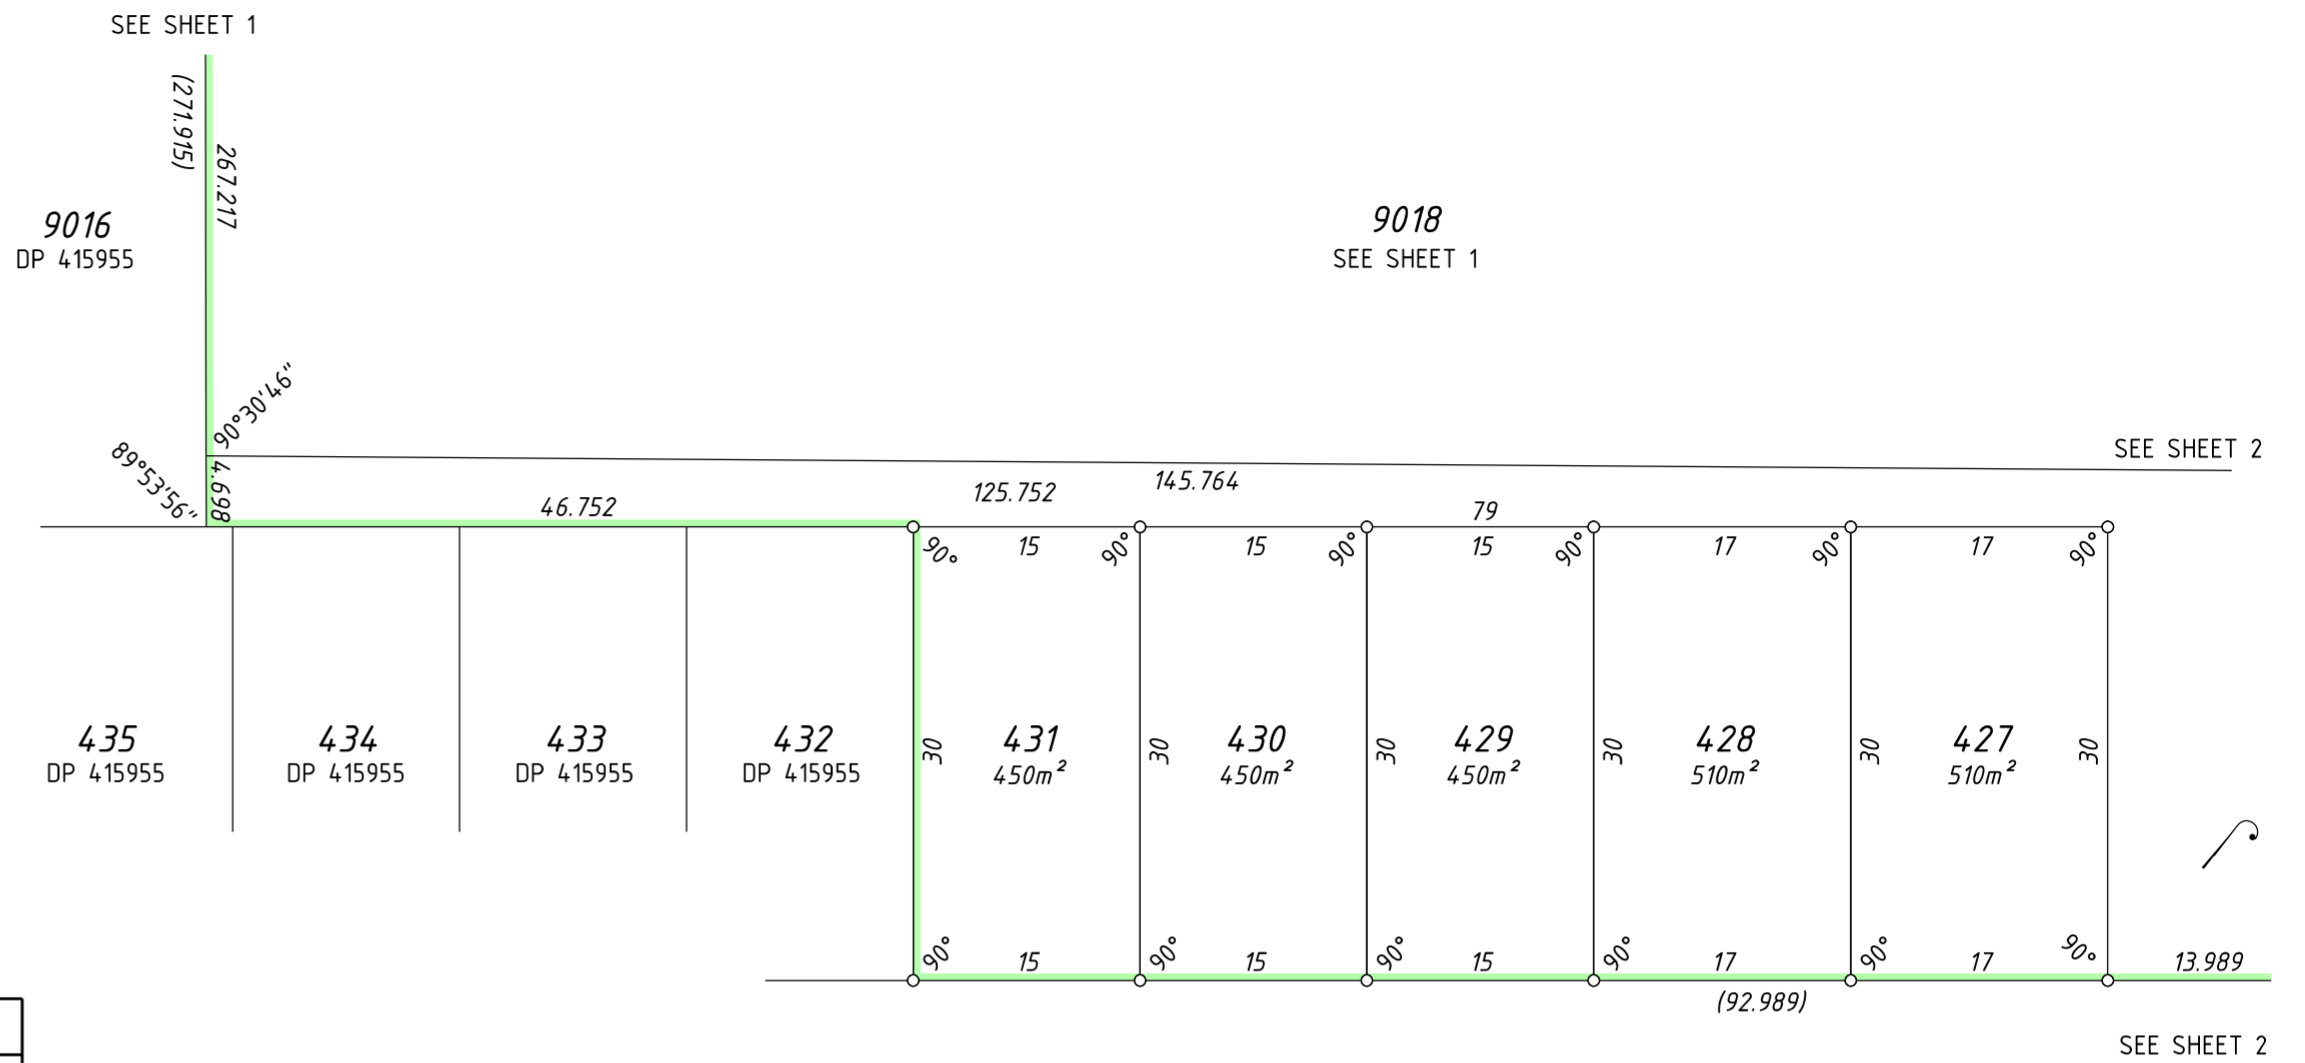 SEE SHEET 1
(271.915)
267.217
9016
DP 415955
9018
SEE SHEET 1
90°30'46"
89°53'56"
4.698
SEE SHEET 2
145.764
125.752
46.752
79
90° 15 90° 15 90° 15 90° 17 90° 17 90°
435
DP 415955
434
DP 415955
433
DP 415955
432
DP 415955
30
431
450m²
30
430
450m²
30
429
450m²
30
428
510m²
30
427
510m²
30
90° 15 90° 15 90° 15 90° 17 90° 17 90° 13.989
(92.989)
SEE SHEET 2